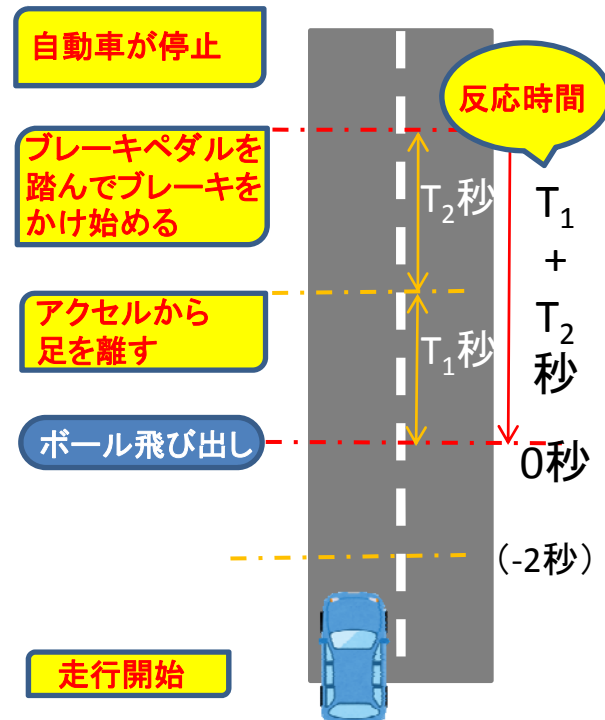 自動車が停止
反応時間
ブレーキペダルを
踏んでブレーキを
かけ始める
T2秒
T1
+
T2
秒
アクセルから
足を離す
T1秒
ボール飛び出し
0秒
(-2秒)
走行開始